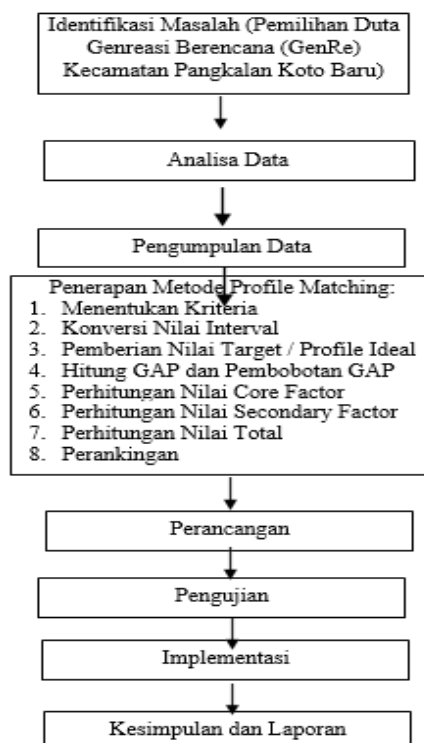 Identifikasi Masalah (Pemilihan Duta
Genreasi Berencana (GenRe)
Kecamatan Pangkalan Koto Baru)
Analisa Data
Pengumpulan Data
Penerapan Metode Profile Matching:
1. Menentukan Kriteria
2. Konversi Nilai Interval
3. Pemberian Nilai Target / Profile Ideal
4. Hitung GAP dan Pembobotan GAP
5. Perhitungan Nilai Core Factor
6. Perhitungan Nilai Secondary Factor
7. Perhitungan Nilai Total
8. Perankingan
Perancangan
Pengujian
Implementasi
Kesimpulan dan Laporan